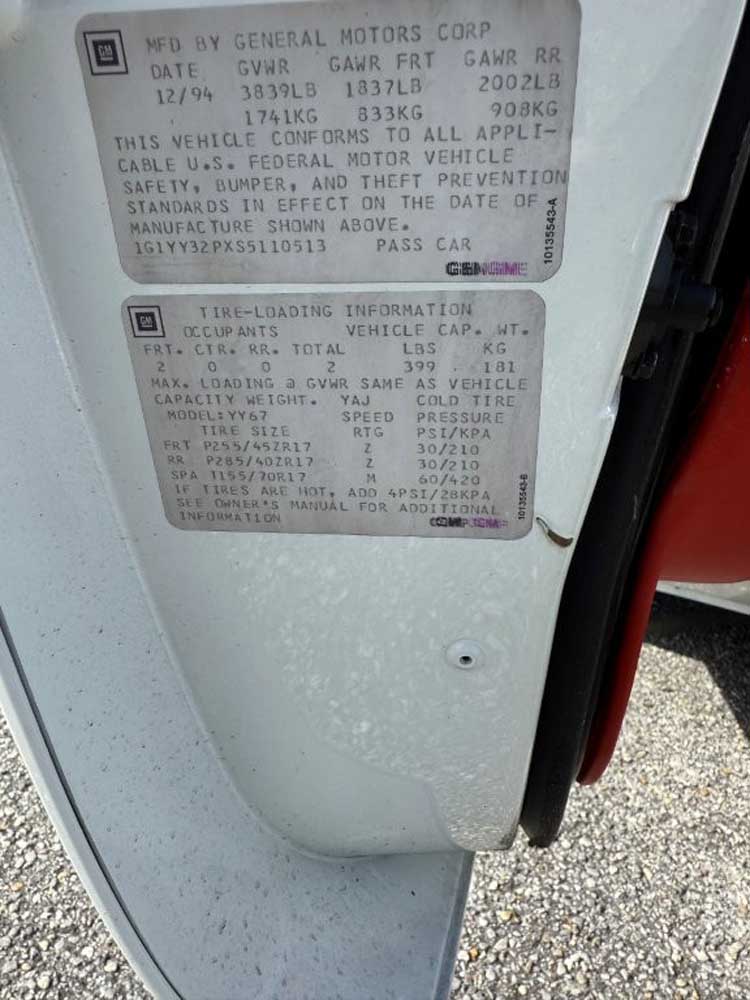 GM
MFD BY GENERAL MOTORS CORP
DATE GVWR GAWR FRT GAWR RR
12/94 3839LB 1837LB 2002LB
1741KG 833KG 908KG
THIS VEHICLE CONFORMS TO ALL APPLI-
CABLE U.S. FEDERAL MOTOR VEHICLE
SAFETY, BUMPER, AND THEFT PREVENTION
STANDARDS IN EFFECT ON THE DATE OF
MANUFACTURE SHOWN ABOVE.
1G1YY32PXS5110513 PASS CAR
10135543-A
GM
TIRE-LOADING INFORMATION
OCCUPANTS VEHICLE CAP. WT.
FRT. CTR. RR. TOTAL LBS KG
2 0 0 2 399 181
MAX. LOADING @ GVWR SAME AS VEHICLE
CAPACITY WEIGHT. YAJ COLD TIRE
MODEL:YY67 SPEED PRESSURE
TIRE SIZE RTG PSI/KPA
FRT P255/45ZR17 Z 30/210
RR P285/40ZR17 Z 30/210
SPA T155/70R17 M 60/420
IF TIRES ARE HOT, ADD 4PSI/28KPA
SEE OWNER'S MANUAL FOR ADDITIONAL
INFORMATION
10135543-B